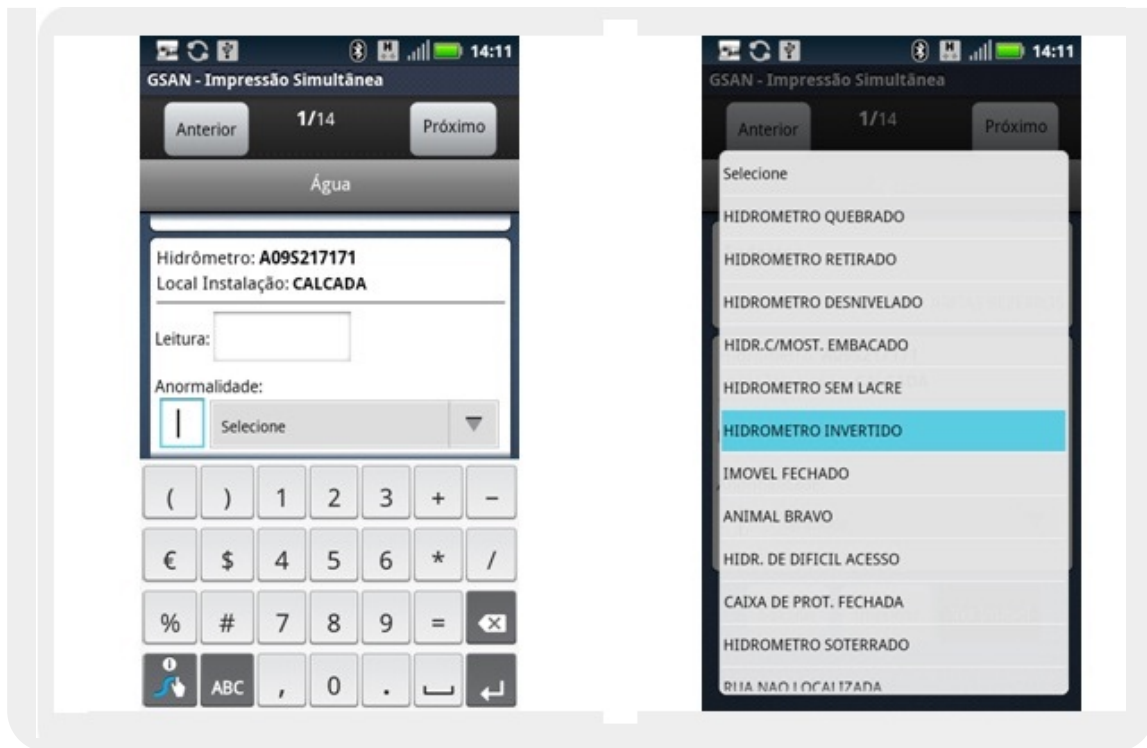 14:11
GSAN - Impressão Simultânea
Anterior 1/14 Próximo
Água
Hidrômetro: A09S217171
Local Instalação: CALCADA
Leitura:
Anormalidade:
Selecione
( ) 1 2 3 + -
€ $ 4 5 6 * /
% # 7 8 9 =
ABC , 0 .
14:11
GSAN - Impressão Simultânea
Anterior 1/14 Próximo
Selecione
HIDROMETRO QUEBRADO
HIDROMETRO RETIRADO
HIDROMETRO DESNIVELADO
HIDR.C/MOST. EMBACADO
HIDROMETRO SEM LACRE
HIDROMETRO INVERTIDO
IMOVEL FECHADO
ANIMAL BRAVO
HIDR. DE DIFICIL ACESSO
CAIXA DE PROT. FECHADA
HIDROMETRO SOTERRADO
RUA NAO LOCALIZADA